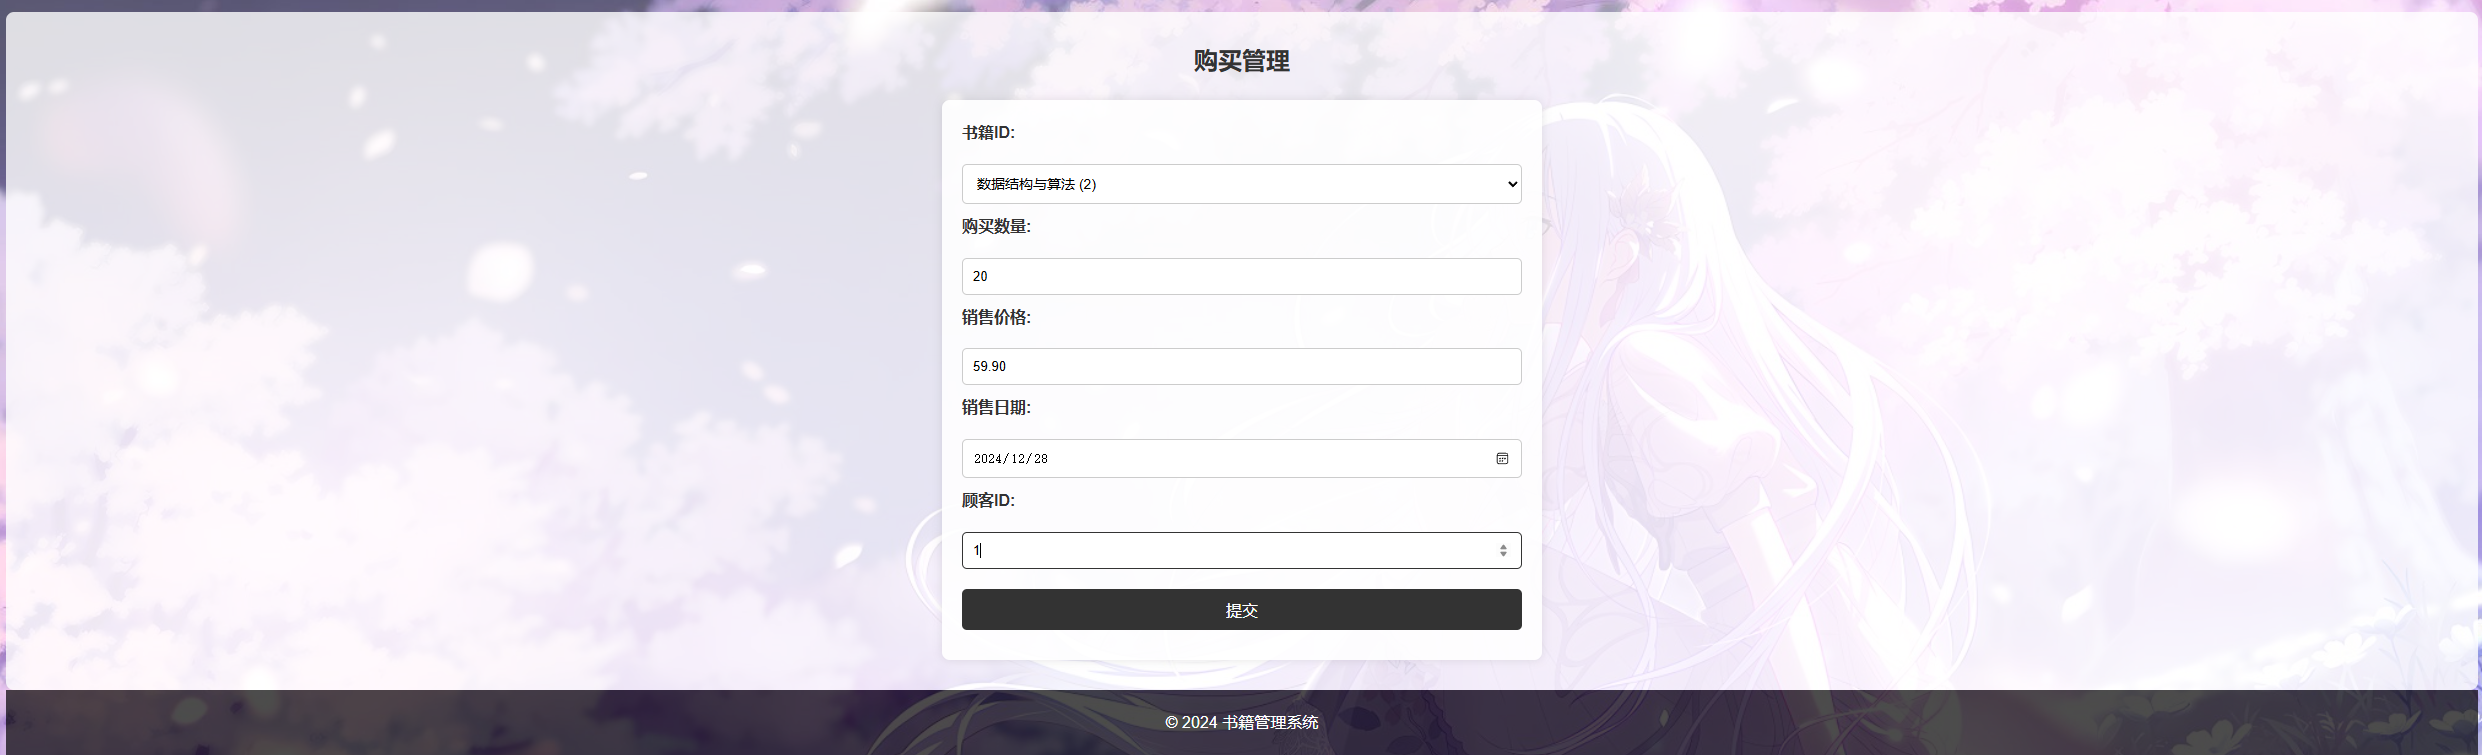 购买管理
书籍ID:
数据结构与算法 (2)
购买数量:
20
销售价格:
59.90
销售日期:
2024/12/28
顾客ID:
1
提交
© 2024 书籍管理系统